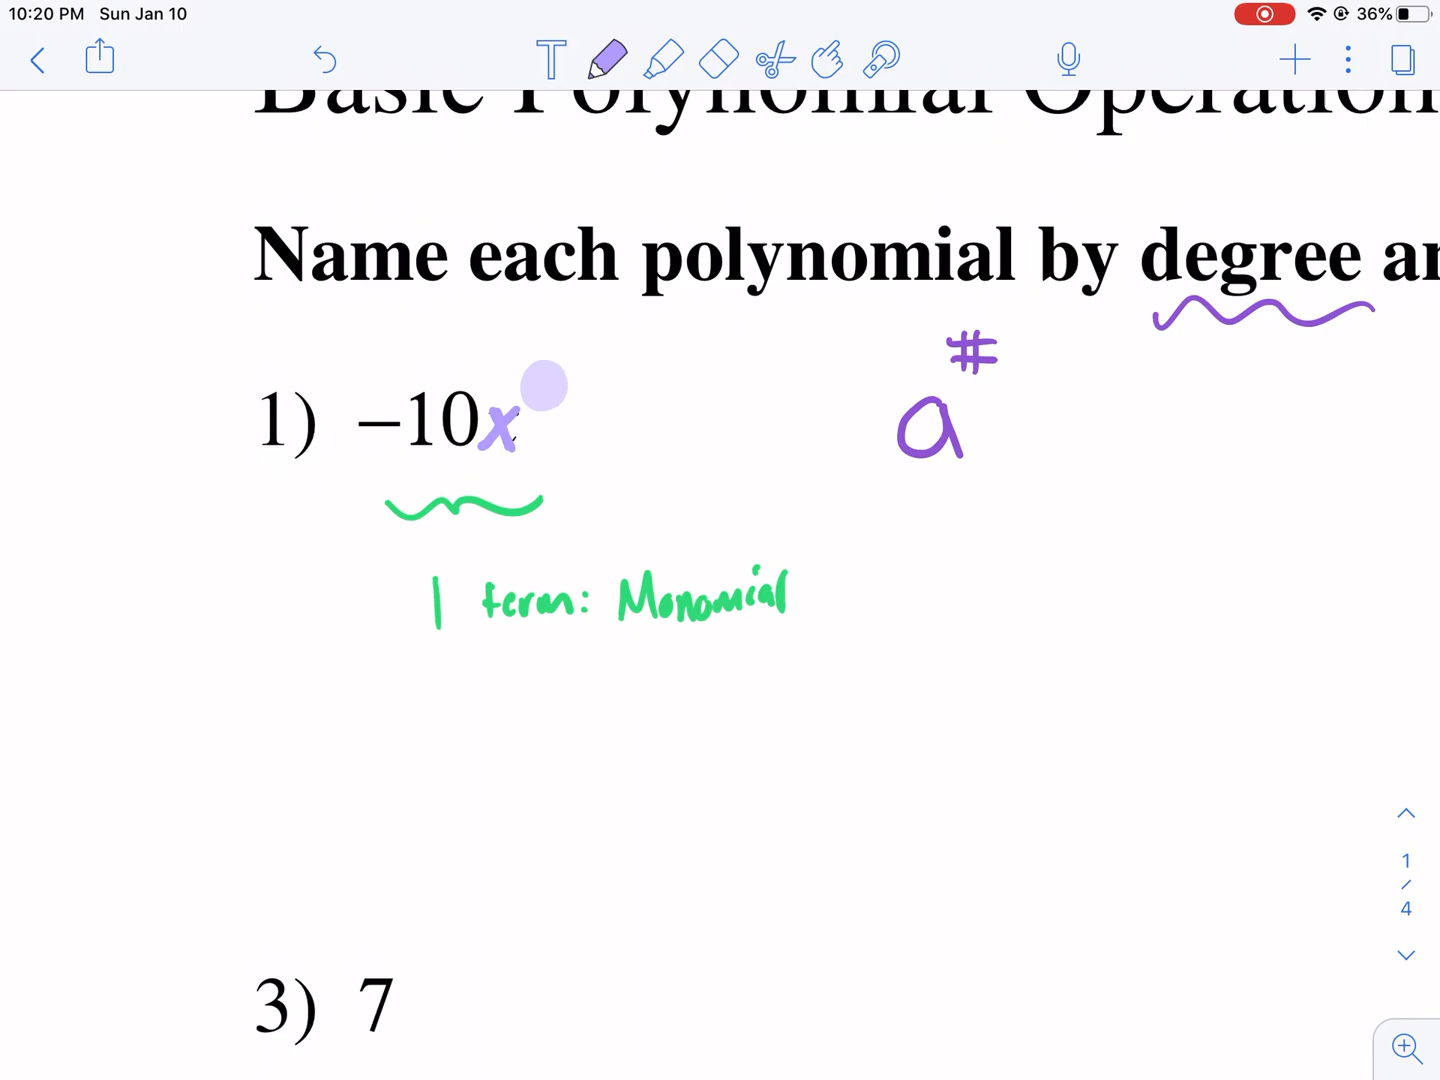 10:20 PM Sun Jan 10 36%
T
Basic Polynomial Operation
Name each polynomial by degree an
#
1) −10x a
1 term: Monomial
1
/
4
3) 7